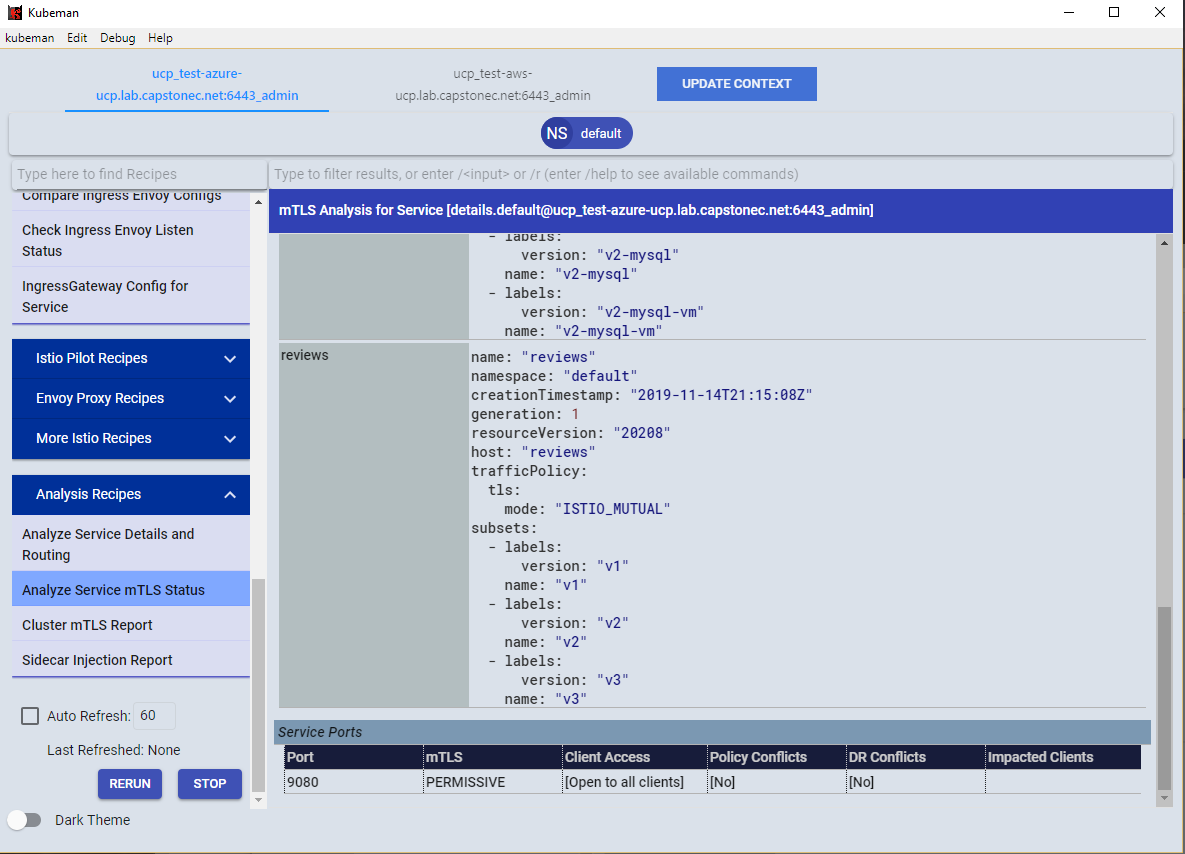 Kubeman
kubeman Edit Debug Help
ucp_test-azure-
ucp.lab.capstonec.net:6443_admin
ucp_test-aws-
ucp.lab.capstonec.net:6443_admin
UPDATE CONTEXT
NS default
Type here to find Recipes
Compare Ingress Envoy Configs
Check Ingress Envoy Listen
Status
IngressGateway Config for
Service
Istio Pilot Recipes
Envoy Proxy Recipes
More Istio Recipes
Analysis Recipes
Analyze Service Details and
Routing
Analyze Service mTLS Status
Cluster mTLS Report
Sidecar Injection Report
Auto Refresh: 60
Last Refreshed: None
RERUN STOP
Dark Theme
Type to filter results, or enter /<input> or /r (enter /help to see available commands)
mTLS Analysis for Service [details.default@ucp_test-azure-ucp.lab.capstonec.net:6443_admin]
- labels:
version: "v2-mysql"
name: "v2-mysql"
- labels:
version: "v2-mysql-vm"
name: "v2-mysql-vm"
reviews
name: "reviews"
namespace: "default"
creationTimestamp: "2019-11-14T21:15:08Z"
generation: 1
resourceVersion: "20208"
host: "reviews"
trafficPolicy:
tls:
mode: "ISTIO_MUTUAL"
subsets:
- labels:
version: "v1"
name: "v1"
- labels:
version: "v2"
name: "v2"
- labels:
version: "v3"
name: "v3"
Service Ports
Port mTLS Client Access Policy Conflicts DR Conflicts Impacted Clients
9080 PERMISSIVE [Open to all clients] [No] [No]